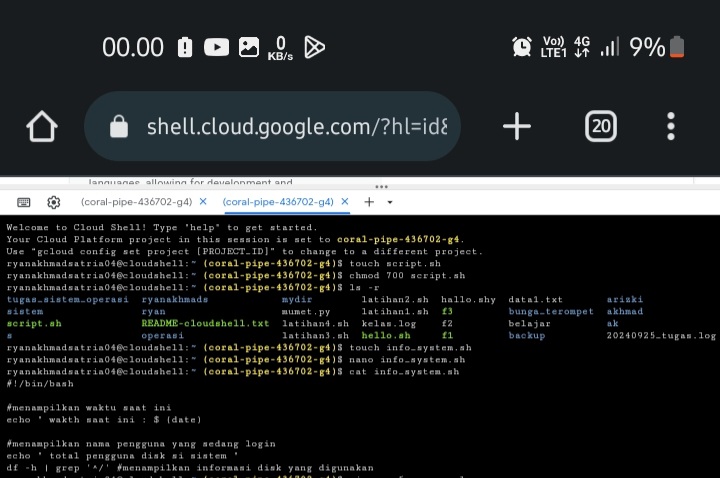 00.00
0
KB/s
Vo))
LTE1
4G
9%
shell.cloud.google.com/?hl=id&
20
languages, allowing for development and
(coral-pipe-436702-g4) × (coral-pipe-436702-g4) × +
Welcome to Cloud Shell! Type "help" to get started.
Your Cloud Platform project in this session is set to coral-pipe-436702-g4.
Use "gcloud config set project [PROJECT_ID]" to change to a different project.
ryanakhmadsatria04@cloudshell:~ (coral-pipe-436702-g4)$ touch script.sh
ryanakhmadsatria04@cloudshell:~ (coral-pipe-436702-g4)$ chmod 700 script.sh
ryanakhmadsatria04@cloudshell:~ (coral-pipe-436702-g4)$ ls -r
tugas_sistem_operasi ryanakhmads mydir latihan2.sh hallo.shy data1.txt arizki
sistem ryan mumet.py latihan1.sh f3 bunga_terompet akhmad
script.sh README-cloudshell.txt latihan4.sh kelas.log f2 belajar ak
s operasi latihan3.sh hello.sh f1 backup 20240925_tugas.log
ryanakhmadsatria04@cloudshell:~ (coral-pipe-436702-g4)$ touch info_system.sh
ryanakhmadsatria04@cloudshell:~ (coral-pipe-436702-g4)$ nano info_system.sh
ryanakhmadsatria04@cloudshell:~ (coral-pipe-436702-g4)$ cat info_system.sh
#!/bin/bash
#menampilkan waktu saat ini
echo " wakth saat ini : $ (date)
#menampilkan nama pengguna yang sedang login
echo " total pengguna disk si sistem "
df -h | grep '^/' #menampilkan informasi disk yang digunakan